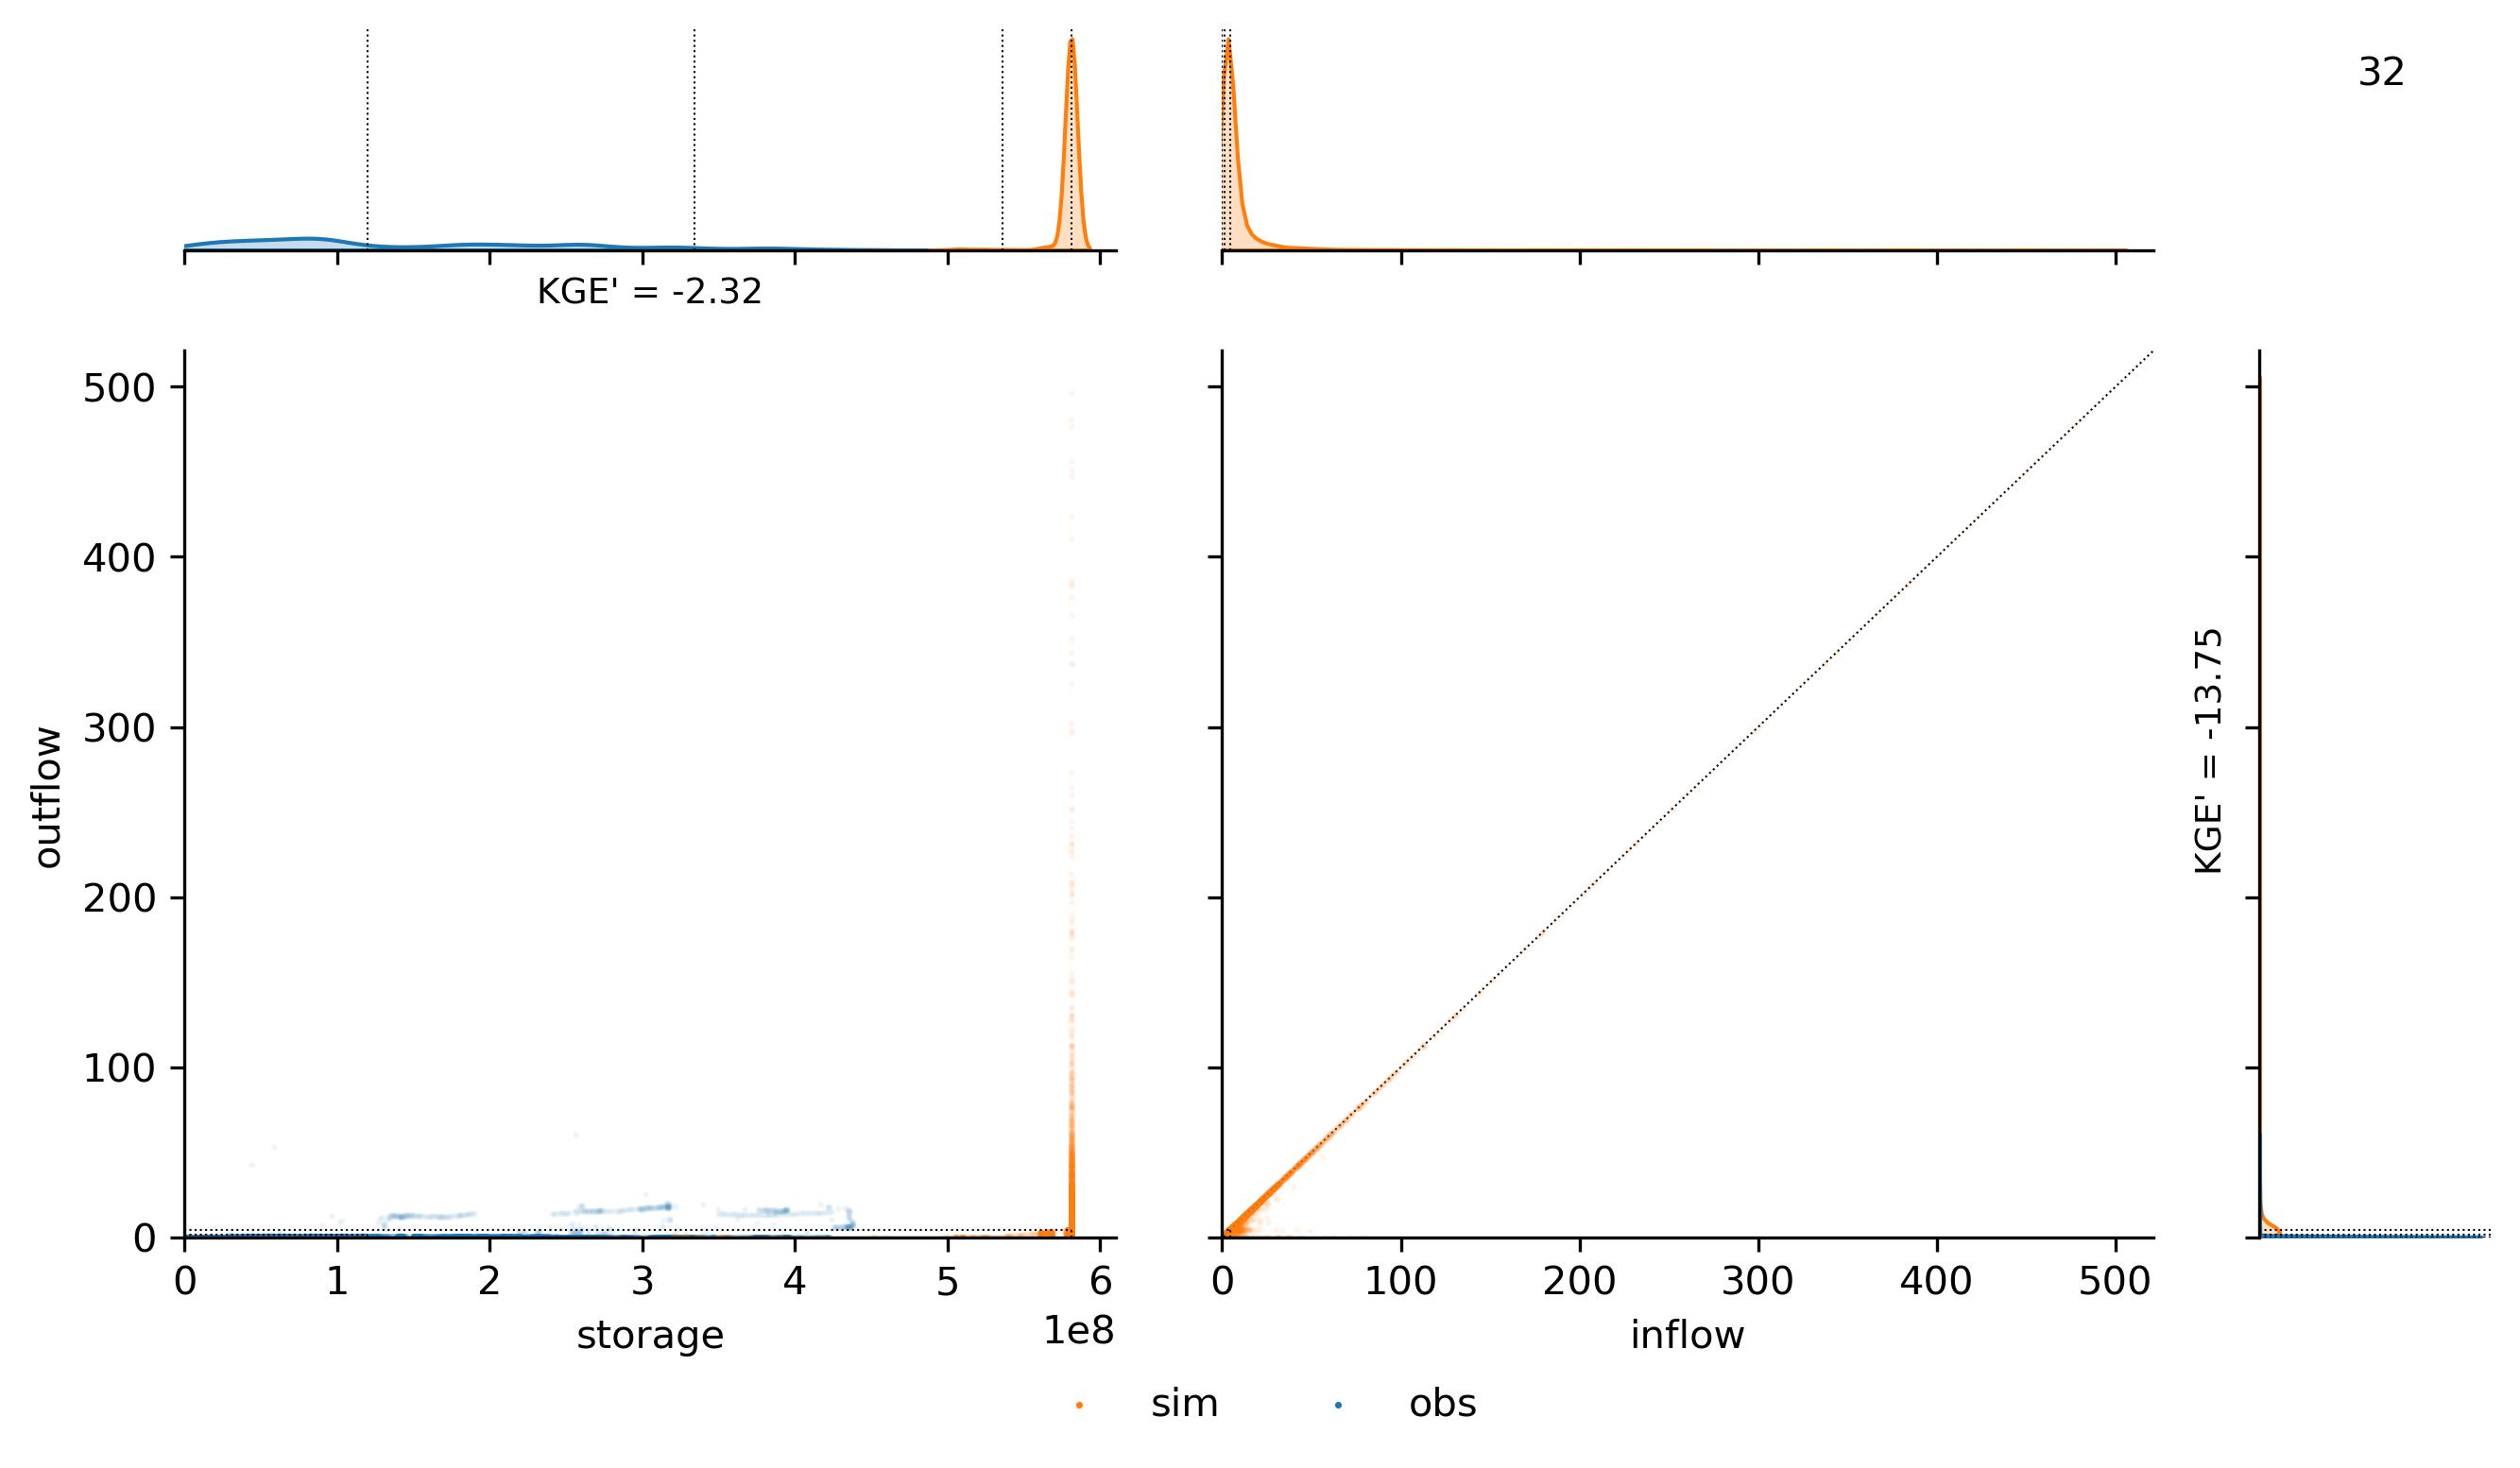 32
KGE' = -2.32
500
400
300
200
100
0
outflow
KGE' = -13.75
0 1 2 3 4 5 6
1e8
storage
0 100 200 300 400 500
inflow
sim obs